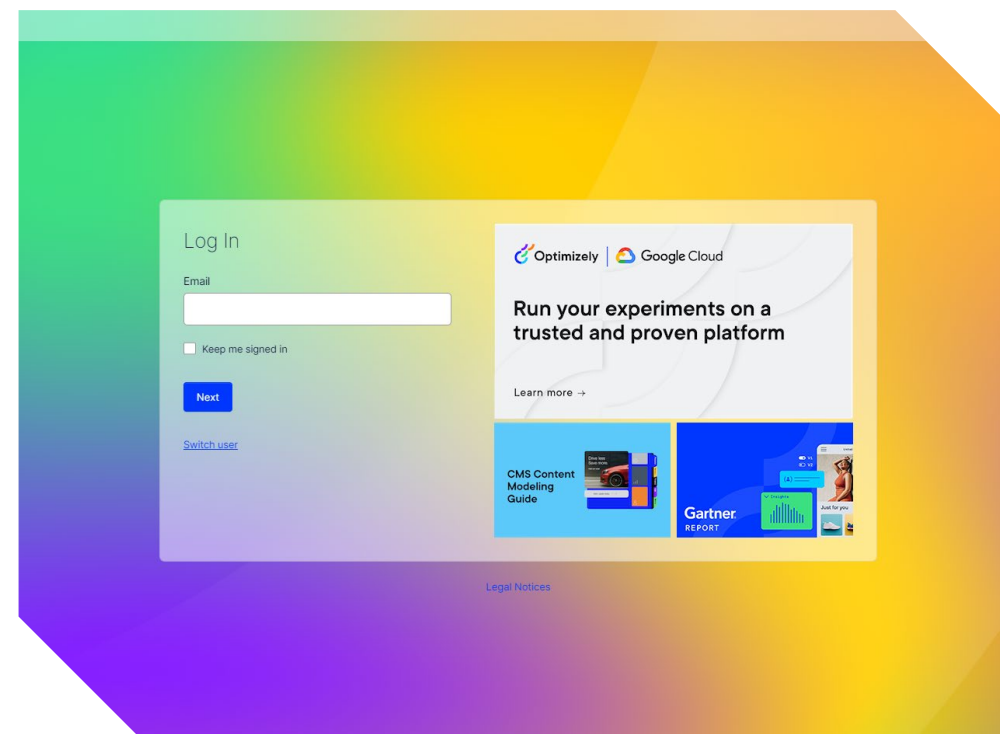 Log In
Email
Keep me signed in
Next
Switch user
Optimizely
Google Cloud
Run your experiments on a
trusted and proven platform
Learn more →
CMS Content
Modeling
Guide
Gartner
REPORT
Just for you
Legal Notices